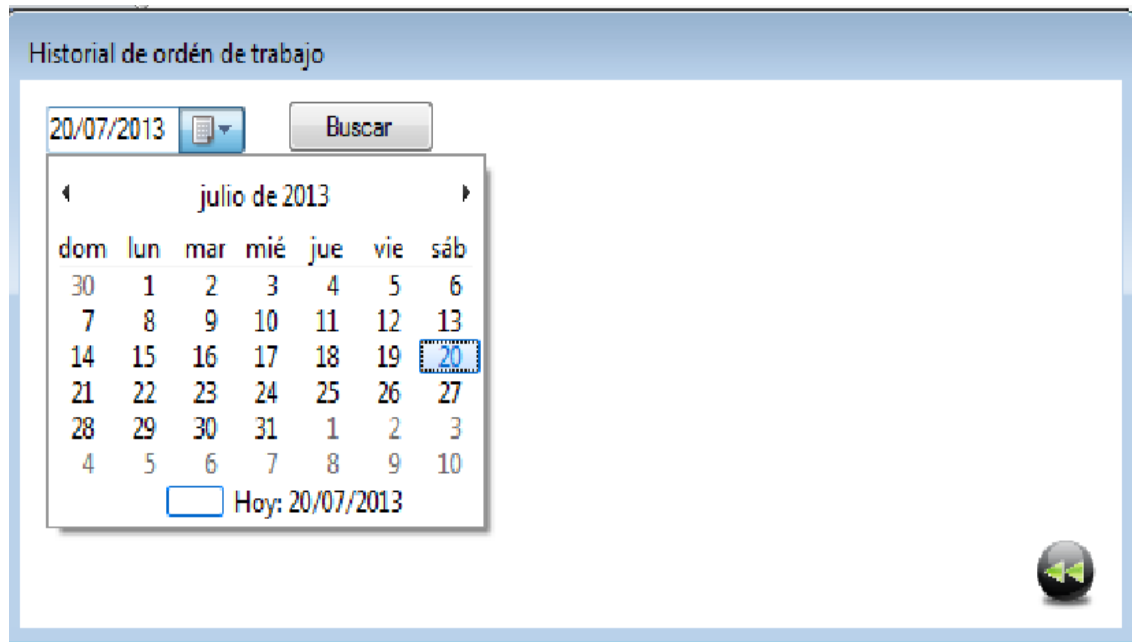 Historial de ordén de trabajo
20/07/2013 Buscar
julio de 2013
dom lun mar mié jue vie sáb
30 1 2 3 4 5 6
7 8 9 10 11 12 13
14 15 16 17 18 19 20
21 22 23 24 25 26 27
28 29 30 31 1 2 3
4 5 6 7 8 9 10
Hoy: 20/07/2013